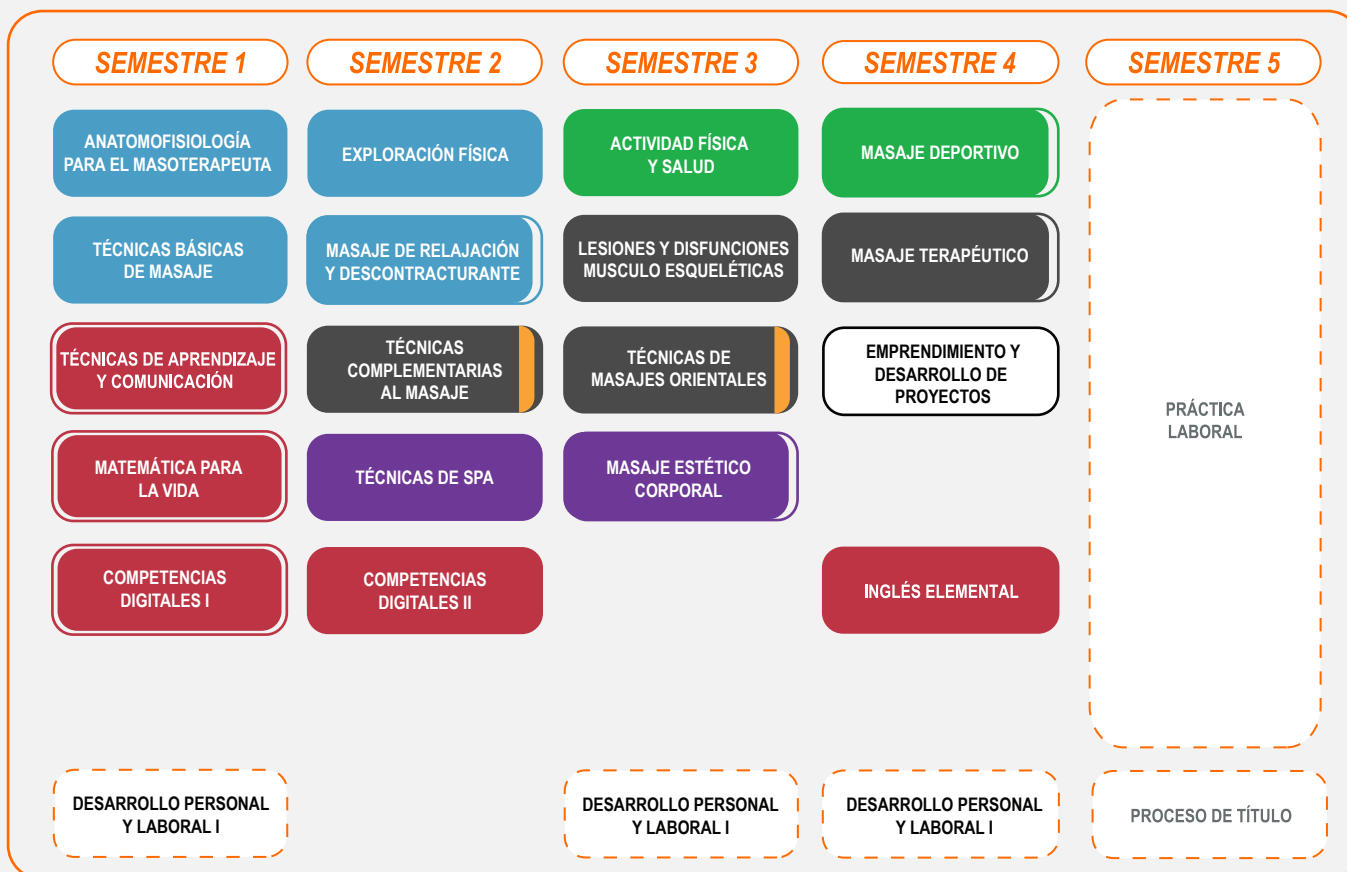 SEMESTRE 1
ANATOMOFISIOLOGÍA
PARA EL MASOTERAPEUTA
TÉCNICAS BÁSICAS
DE MASAJE
TÉCNICAS DE APRENDIZAJE
Y COMUNICACIÓN
MATEMÁTICA PARA
LA VIDA
COMPETENCIAS
DIGITALES I
DESARROLLO PERSONAL
Y LABORAL I
SEMESTRE 2
EXPLORACIÓN FÍSICA
MASAJE DE RELAJACIÓN
Y DESCONTRACTURANTE
TÉCNICAS
COMPLEMENTARIAS
AL MASAJE
TÉCNICAS DE SPA
COMPETENCIAS
DIGITALES II
SEMESTRE 3
ACTIVIDAD FÍSICA
Y SALUD
LESIONES Y DISFUNCIONES
MUSCULO ESQUELÉTICAS
TÉCNICAS DE
MASAJES ORIENTALES
MASAJE ESTÉTICO
CORPORAL
DESARROLLO PERSONAL
Y LABORAL I
SEMESTRE 4
MASAJE DEPORTIVO
MASAJE TERAPÉUTICO
EMPRENDIMIENTO Y
DESARROLLO DE
PROYECTOS
INGLÉS ELEMENTAL
DESARROLLO PERSONAL
Y LABORAL I
SEMESTRE 5
PRÁCTICA
LABORAL
PROCESO DE TÍTULO